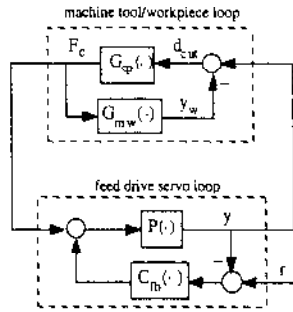 machine tool/workpiece loop
F_c
d_cut
G_cp(·)
−
G_mw(·)
y_w
feed drive servo loop
P(·)
y
−
C_fb(·)
r